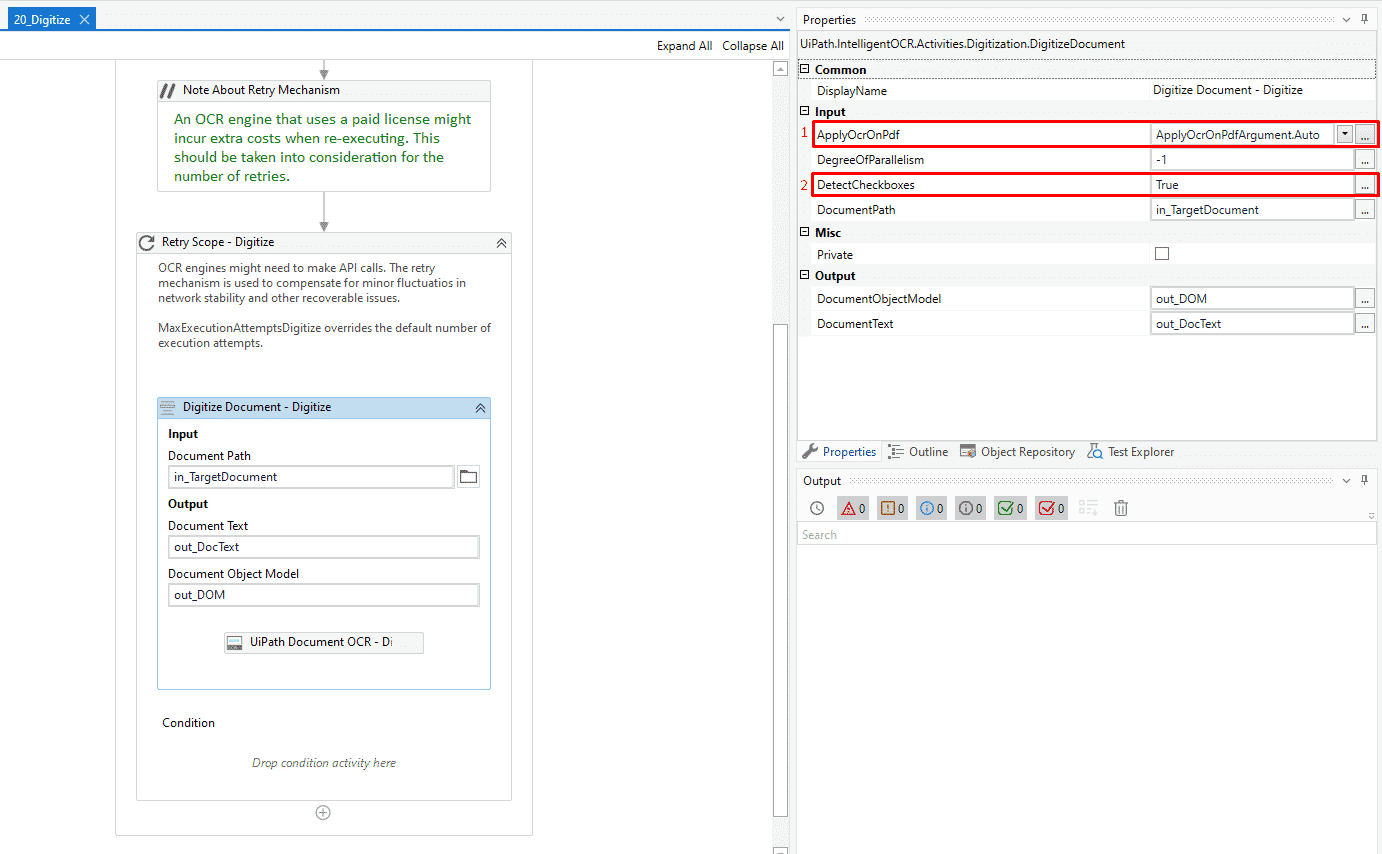 20_Digitize
Expand All Collapse All
Note About Retry Mechanism
An OCR engine that uses a paid license might
incur extra costs when re-executing. This
should be taken into consideration for the
number of retries.
Retry Scope - Digitize
OCR engines might need to make API calls. The retry
mechanism is used to compensate for minor fluctuatios in
network stability and other recoverable issues.
MaxExecutionAttemptsDigitize overrides the default number of
execution attempts.
Digitize Document - Digitize
Input
Document Path
in_TargetDocument
Output
Document Text
out_DocText
Document Object Model
out_DOM
UiPath Document OCR - Di
Condition
Drop condition activity here
Properties
UiPath.IntelligentOCR.Activities.Digitization.DigitizeDocument
Common
DisplayName Digitize Document - Digitize
Input
1 ApplyOcrOnPdf ApplyOcrOnPdfArgument.Auto ...
DegreeOfParallelism -1 ...
2 DetectCheckboxes True ...
DocumentPath in_TargetDocument ...
Misc
Private
Output
DocumentObjectModel out_DOM ...
DocumentText out_DocText ...
Properties Outline Object Repository Test Explorer
Output
0 0 0 0 0 0
Search